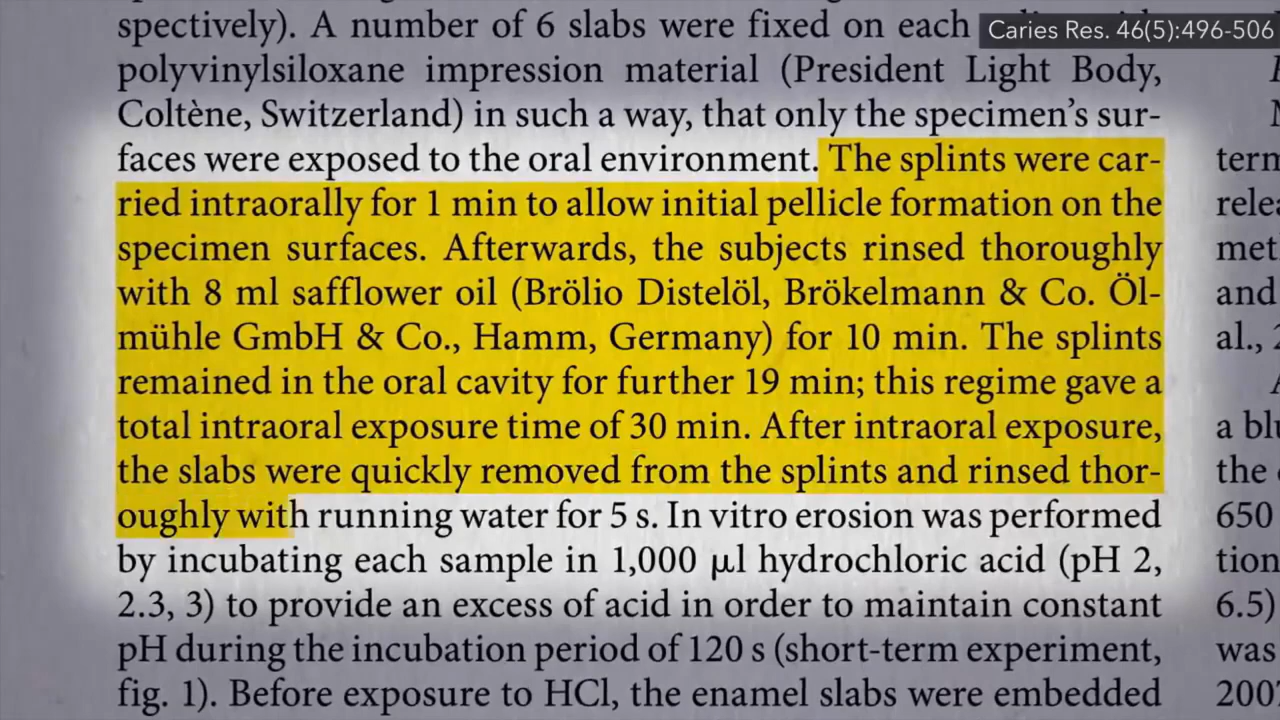 spectively). A number of 6 slabs were fixed on each
Caries Res. 46(5):496-506
polyvinylsiloxane impression material (President Light Body,
Coltène, Switzerland) in such a way, that only the specimen’s sur-
faces were exposed to the oral environment. The splints were car-
ried intraorally for 1 min to allow initial pellicle formation on the
specimen surfaces. Afterwards, the subjects rinsed thoroughly
with 8 ml safflower oil (Brölio Distelöl, Brökelmann & Co. Öl-
mühle GmbH & Co., Hamm, Germany) for 10 min. The splints
remained in the oral cavity for further 19 min; this regime gave a
total intraoral exposure time of 30 min. After intraoral exposure,
the slabs were quickly removed from the splints and rinsed thor-
oughly with running water for 5 s. In vitro erosion was performed
by incubating each sample in 1,000 μl hydrochloric acid (pH 2,
2.3, 3) to provide an excess of acid in order to maintain constant
pH during the incubation period of 120 s (short-term experiment,
fig. 1). Before exposure to HCl, the enamel slabs were embedded
and
al., 2
the
650
6.5)
was